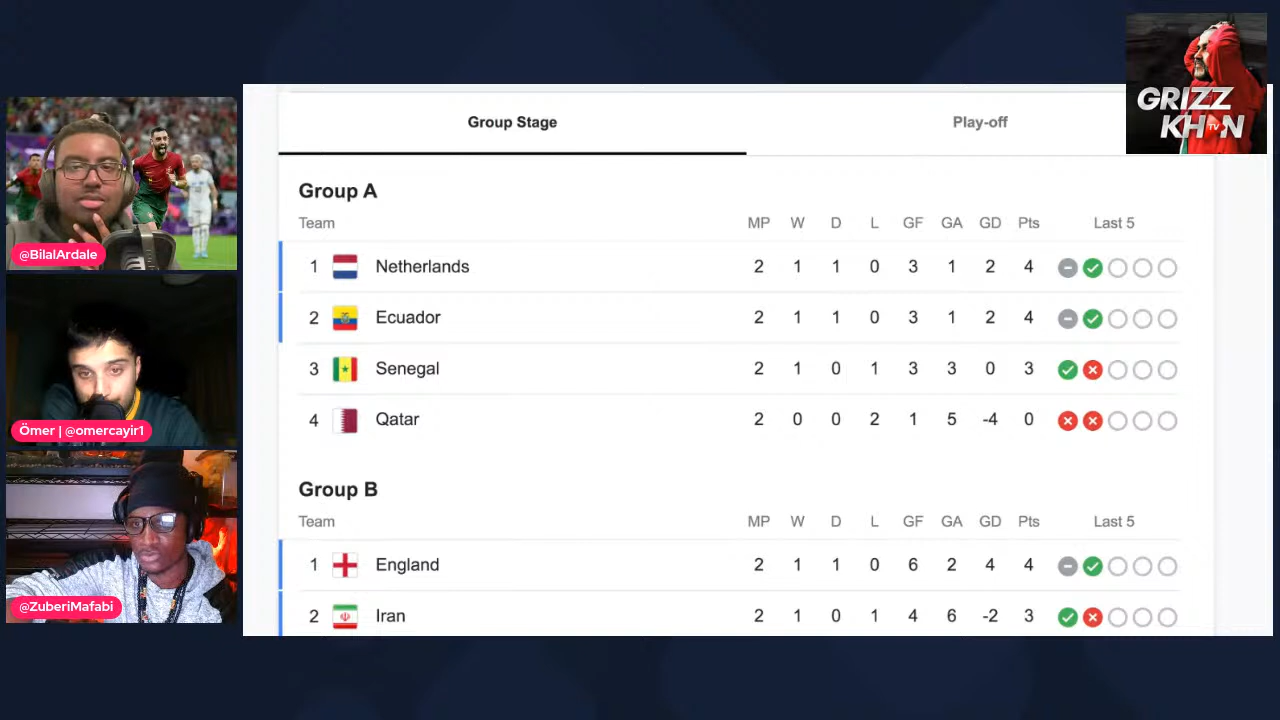 GRIZZ
KHAN TV
Group Stage Play-off
Group A
Team MP W D L GF GA GD Pts Last 5
1 Netherlands 2 1 1 0 3 1 2 4
2 Ecuador 2 1 1 0 3 1 2 4
3 Senegal 2 1 0 1 3 3 0 3
4 Qatar 2 0 0 2 1 5 -4 0
Group B
Team MP W D L GF GA GD Pts Last 5
1 England 2 1 1 0 6 2 4 4
2 Iran 2 1 0 1 4 6 -2 3
@BilalArdale
Ömer | @omercayir1
@ZuberiMafabi